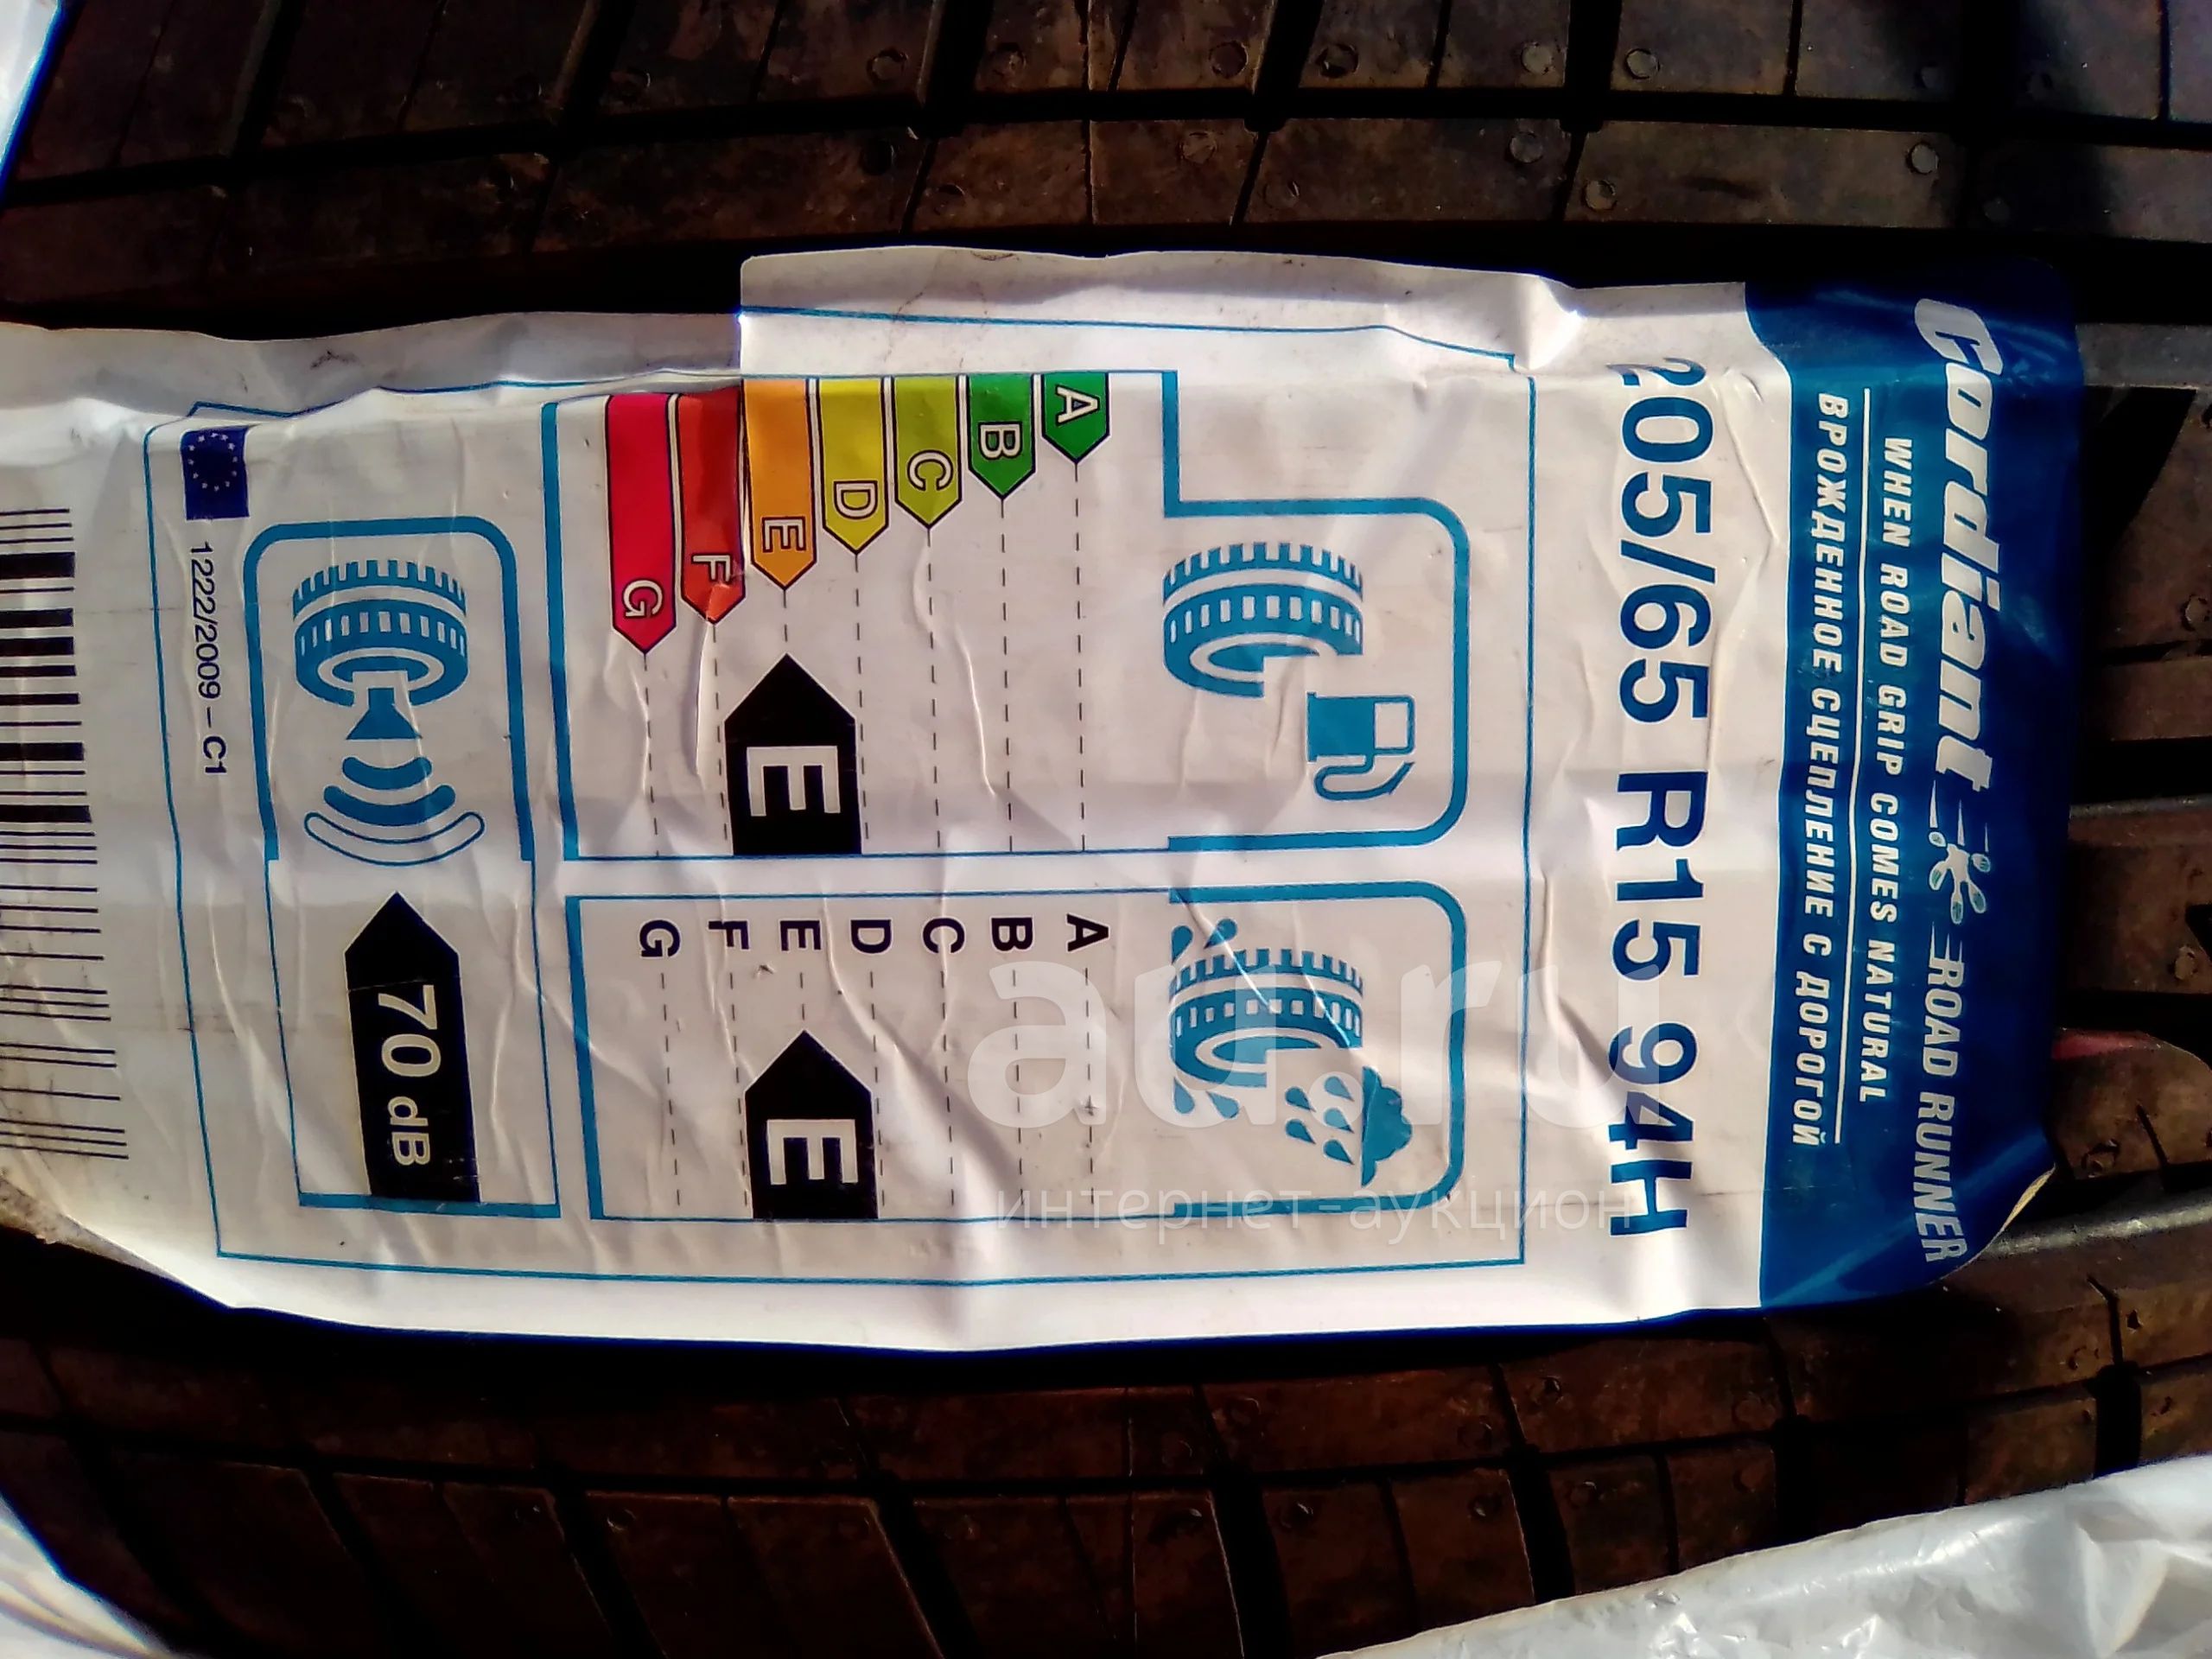 Cordiant ROAD RUNNER
WHEN ROAD GRIP COMES NATURAL
ВРОЖДЕННОЕ СЦЕПЛЕНИЕ С ДОРОГОЙ
205/65 R15 94H
A
B
C
D
E
F
G
E
A
B
C
D
E
F
G
E
70 dB
1222/2009 – C1
au.ru
интернет-аукцион